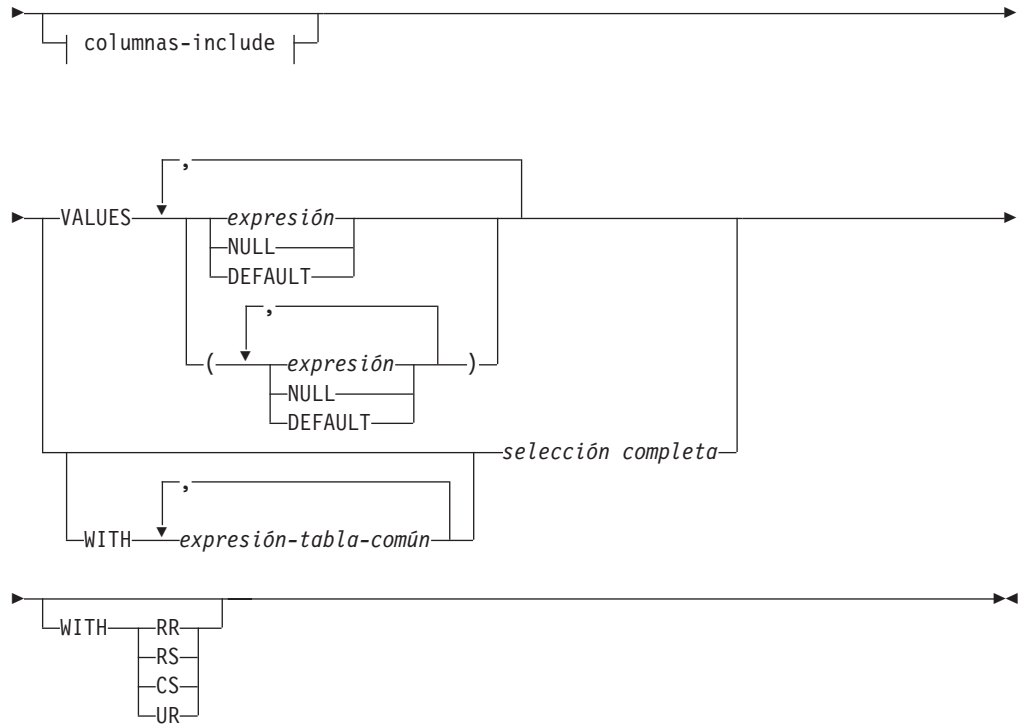 columnas-include
,
VALUES expresión
NULL
DEFAULT
,
( expresión )
NULL
DEFAULT
selección completa
,
WITH expresión-tabla-común
WITH RR
RS
CS
UR